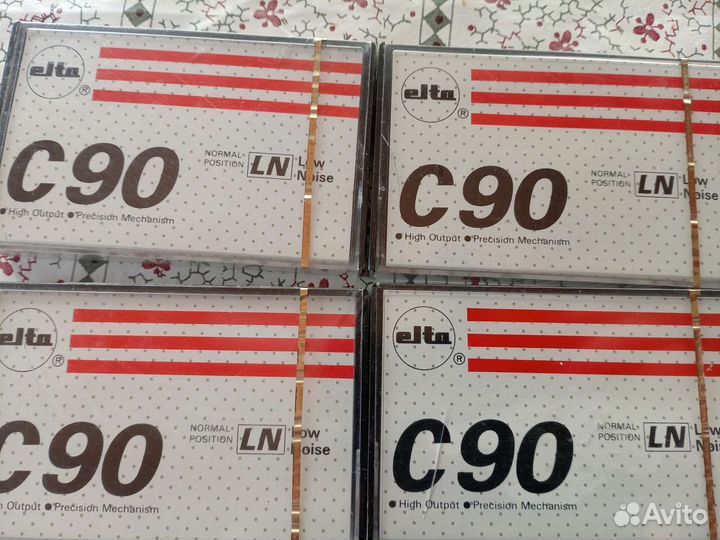 elta
®
C90
NORMAL
POSITION
LN Low
Noise
● High Output ● Precision Mechanism
elta
®
C90
NORMAL
POSITION
LN Low
Noise
● High Output ● Precision Mechanism
elta
®
C90
NORMAL
POSITION
LN Low
Noise
High Output ● Precision Mechanism
elta
®
C90
NORMAL
POSITION
LN Low
Noise
● High Output ● Precision Mechanism
Avito